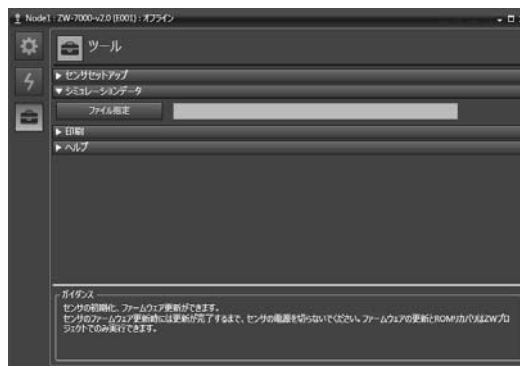 Node1 : ZW-7000-v2.0 (E001) : オフライン
ツール
センサセットアップ
シミュレーションデータ
ファイル指定
印刷
ヘルプ
ガイダンス
センサの初期化、ファームウェア更新ができます。
センサのファームウェア更新時には更新が完了するまで、センサの電源を切らないでください。ファームウェアの更新とROMリカバリはZWプロ
ジェクトでのみ実行できます。